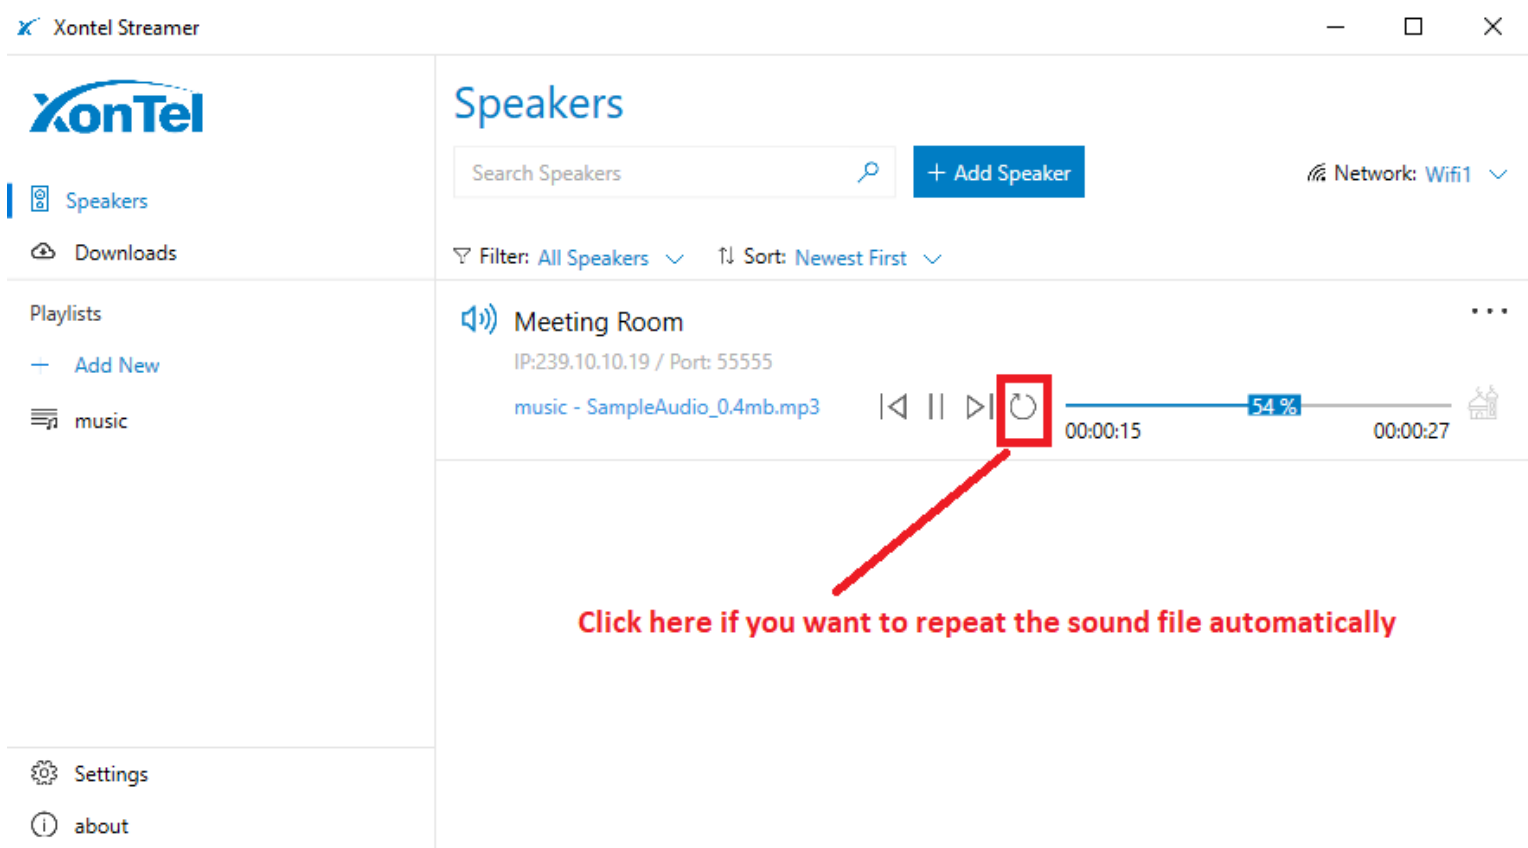 Xontel Streamer
XonTel
Speakers
Downloads
Playlists
Add New
music
Settings
about
Speakers
Search Speakers
+ Add Speaker
Network: Wifi1
Filter: All Speakers
Sort: Newest First
Meeting Room
IP:239.10.10.19 / Port: 55555
music - SampleAudio_0.4mb.mp3
54 %
00:00:15
00:00:27
Click here if you want to repeat the sound file automatically